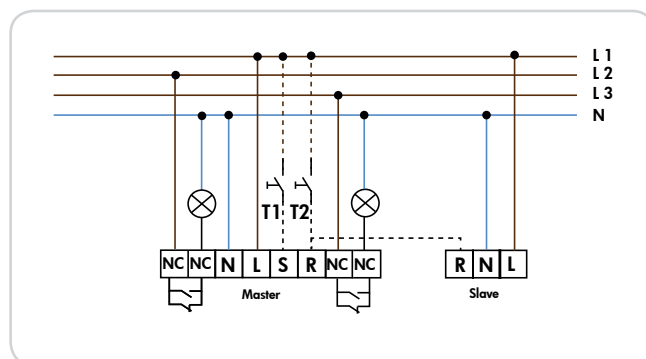 L 1
L 2
L 3
N
T1 T2
NC NC N L S R NC NC R N L
Master Slave